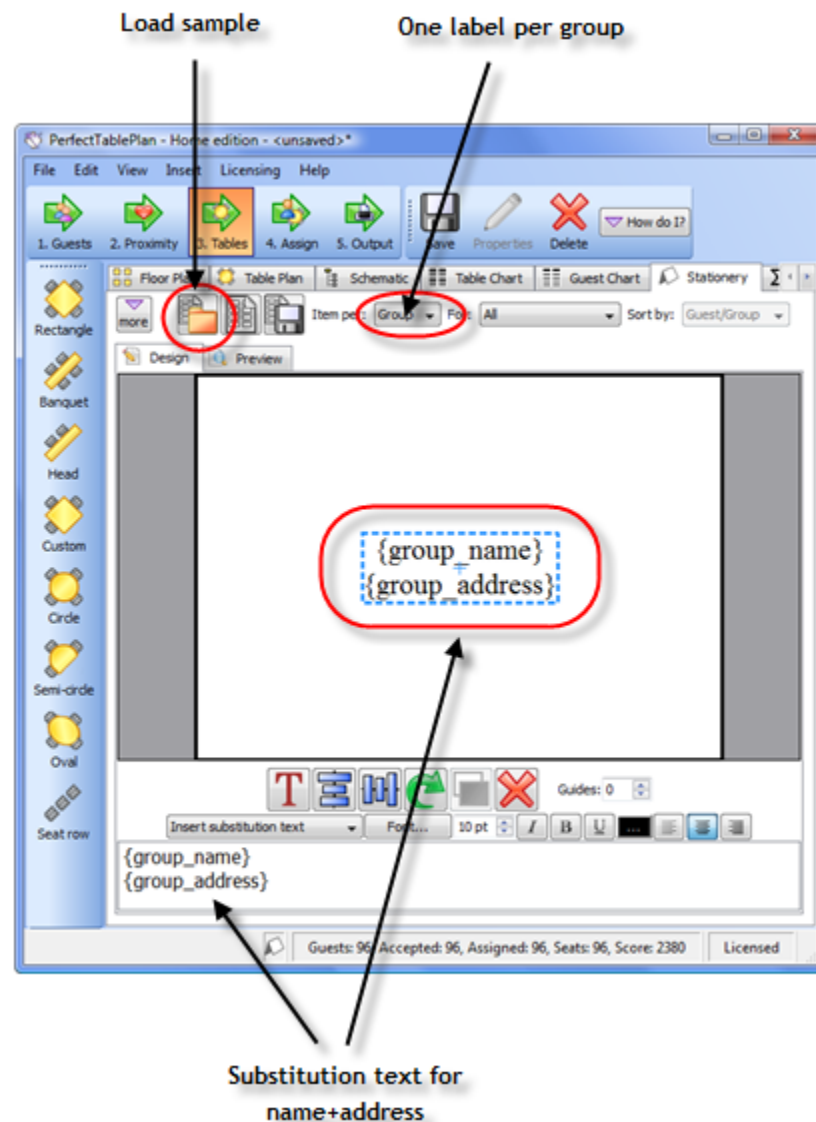 Load sample
One label per group
PerfectTablePlan - Home edition - <unsaved>*
File Edit View Insert Licensing Help
1. Guests 2. Proximity 3. Tables 4. Assign 5. Output Save Properties Delete How do I?
Floor Table Plan Schematic Table Chart Guest Chart Stationery Σ
Rectangle
more Item per: Group For: All Sort by: Guest/Group
Design Preview
Banquet
Head
Custom
{group_name}
{group_address}
Circle
Semi-circle
Oval
Guides: 0
Seat row
T
Insert substitution text Font... 10 pt I B U ...
{group_name}
{group_address}
Guests: 96, Accepted: 96, Assigned: 96, Seats: 96, Score: 2380 Licensed
Substitution text for
name+address